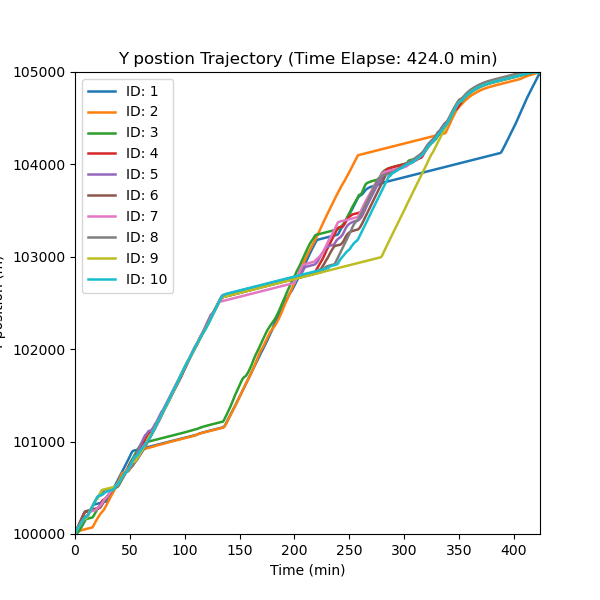 Y postion Trajectory (Time Elapse: 424.0 min)
105000
104000
103000
102000
101000
100000
ID: 1
ID: 2
ID: 3
ID: 4
ID: 5
ID: 6
ID: 7
ID: 8
ID: 9
ID: 10
0 50 100 150 200 250 300 350 400
Time (min)